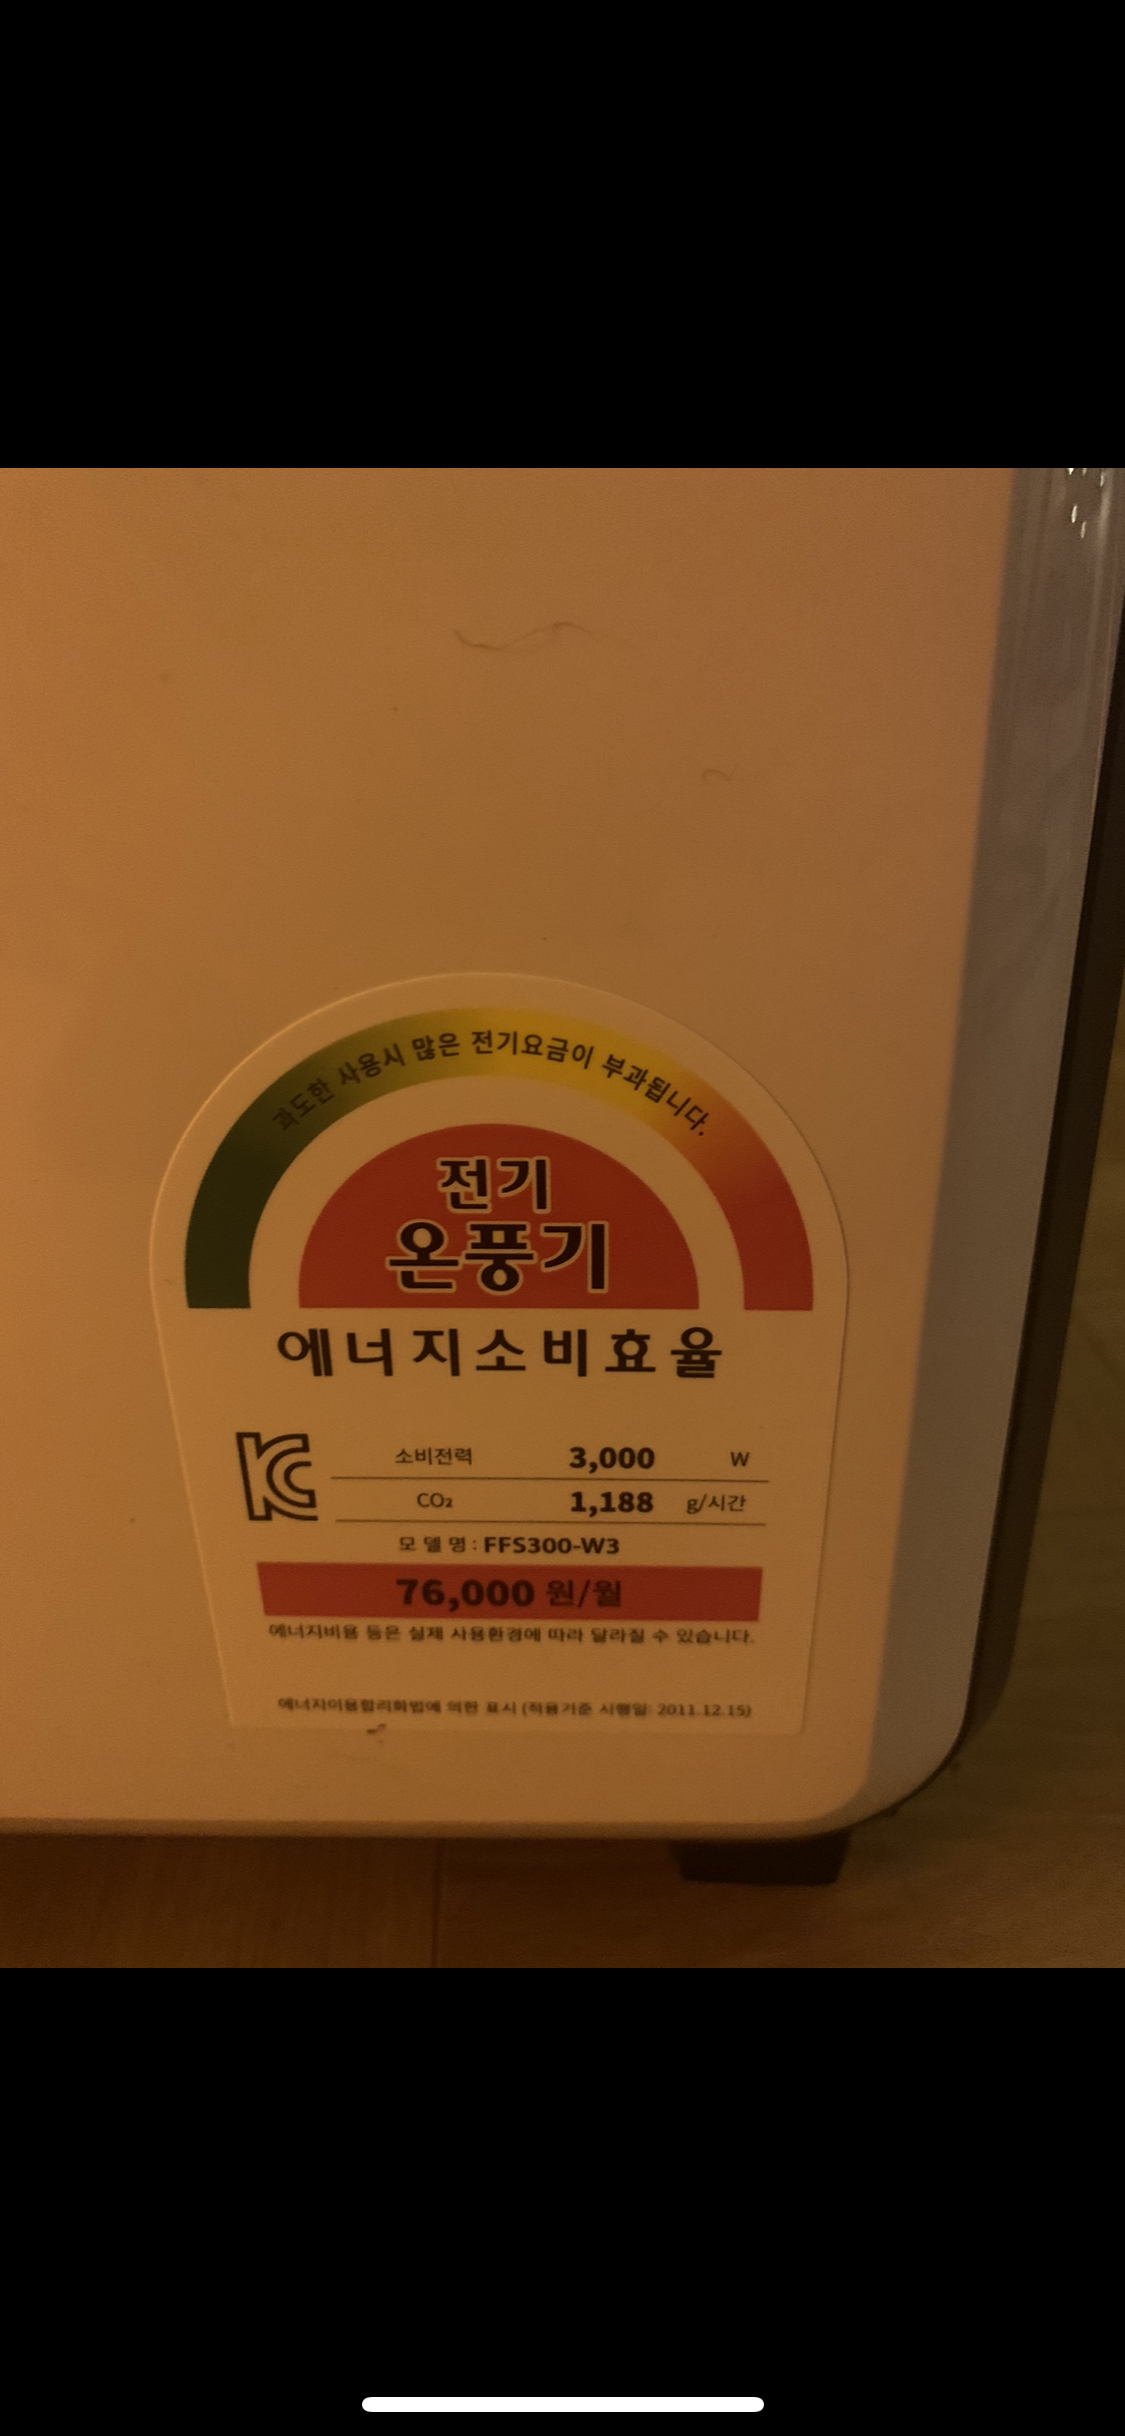 과도한 사용시 많은 전기요금이 부과됩니다.
전기
온풍기
에너지소비효율
소비전력 3,000 W
CO₂ 1,188 g/시간
모 델 명 : FFS300-W3
76,000 원/월
에너지비용 등은 실제 사용환경에 따라 달라질 수 있습니다.
에너지이용합리화법에 의한 표시 (적용기준 시행일: 2011.12.15)